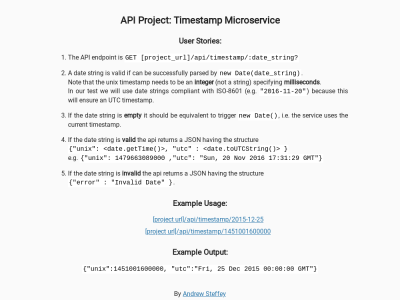 API Project: Timestamp Microservice
User Stories:
1. The API endpoint is GET [project_url]/api/timestamp/:date_string?
2. A date string is valid if can be successfully parsed by new Date(date_string).
Note that the unix timestamp needs to be an integer (not a string) specifying milliseconds.
In our test we will use date strings compliant with ISO-8601 (e.g. "2016-11-20") because this
will ensure an UTC timestamp.
3. If the date string is empty it should be equivalent to trigger new Date(), i.e. the service uses the
current timestamp.
4. If the date string is valid the api returns a JSON having the structure
{"unix": <date.getTime()>, "utc" : <date.toUTCString()> }
e.g. {"unix": 1479663089000 ,"utc": "Sun, 20 Nov 2016 17:31:29 GMT"}
5. If the date string is invalid the api returns a JSON having the structure
{"error" : "Invalid Date" }.
Example Usage:
[project url]/api/timestamp/2015-12-25
[project url]/api/timestamp/1451001600000
Example Output:
{"unix":1451001600000, "utc":"Fri, 25 Dec 2015 00:00:00 GMT"}
By Andrew Steffey